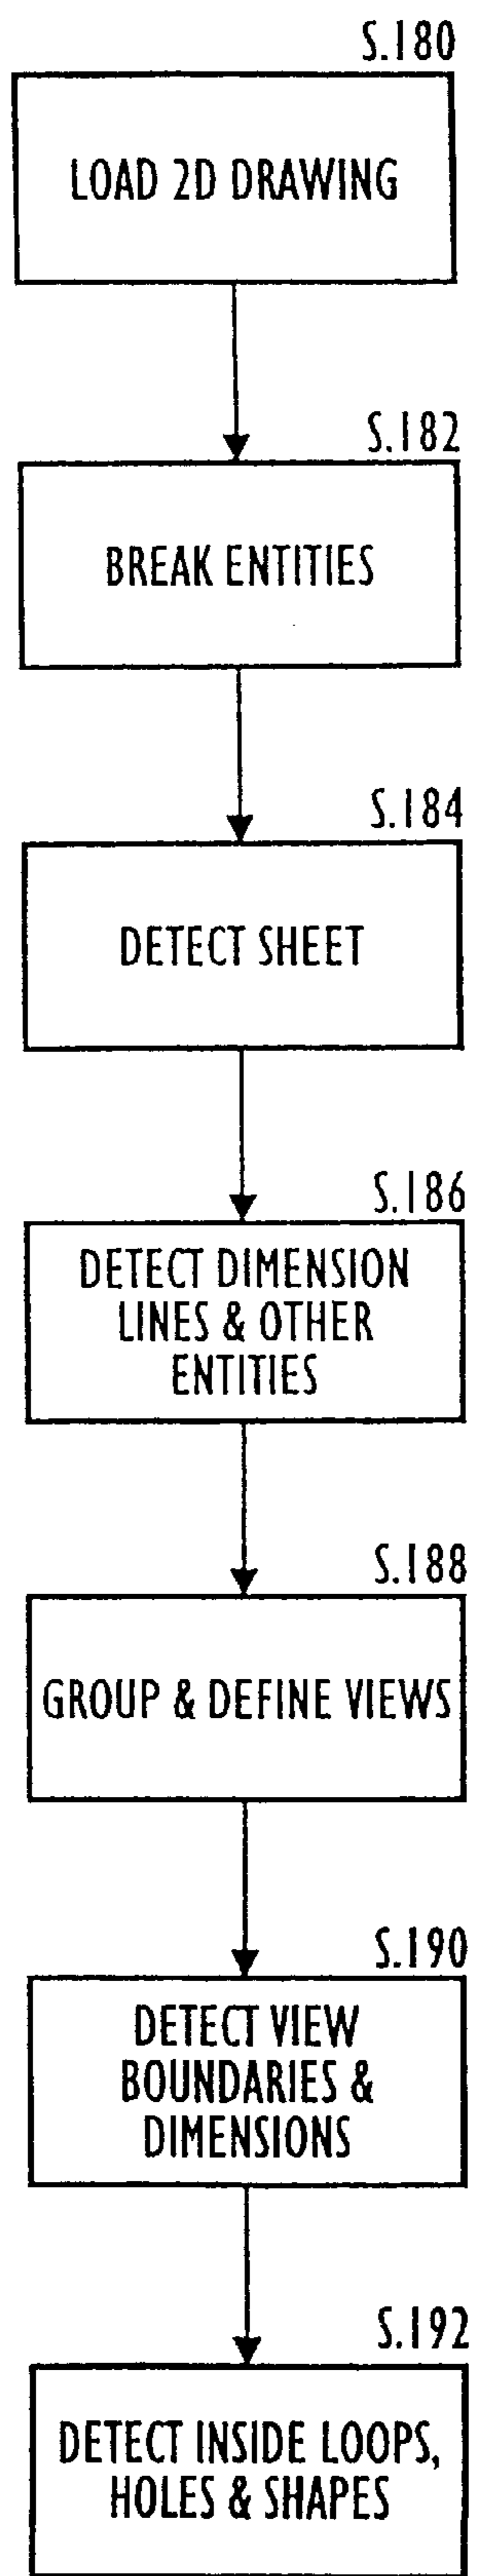 S.180
LOAD 2D DRAWING
S.182
BREAK ENTITIES
S.184
DETECT SHEET
S.186
DETECT DIMENSION
LINES & OTHER
ENTITIES
S.188
GROUP & DEFINE VIEWS
S.190
DETECT VIEW
BOUNDARIES &
DIMENSIONS
S.192
DETECT INSIDE LOOPS,
HOLES & SHAPES